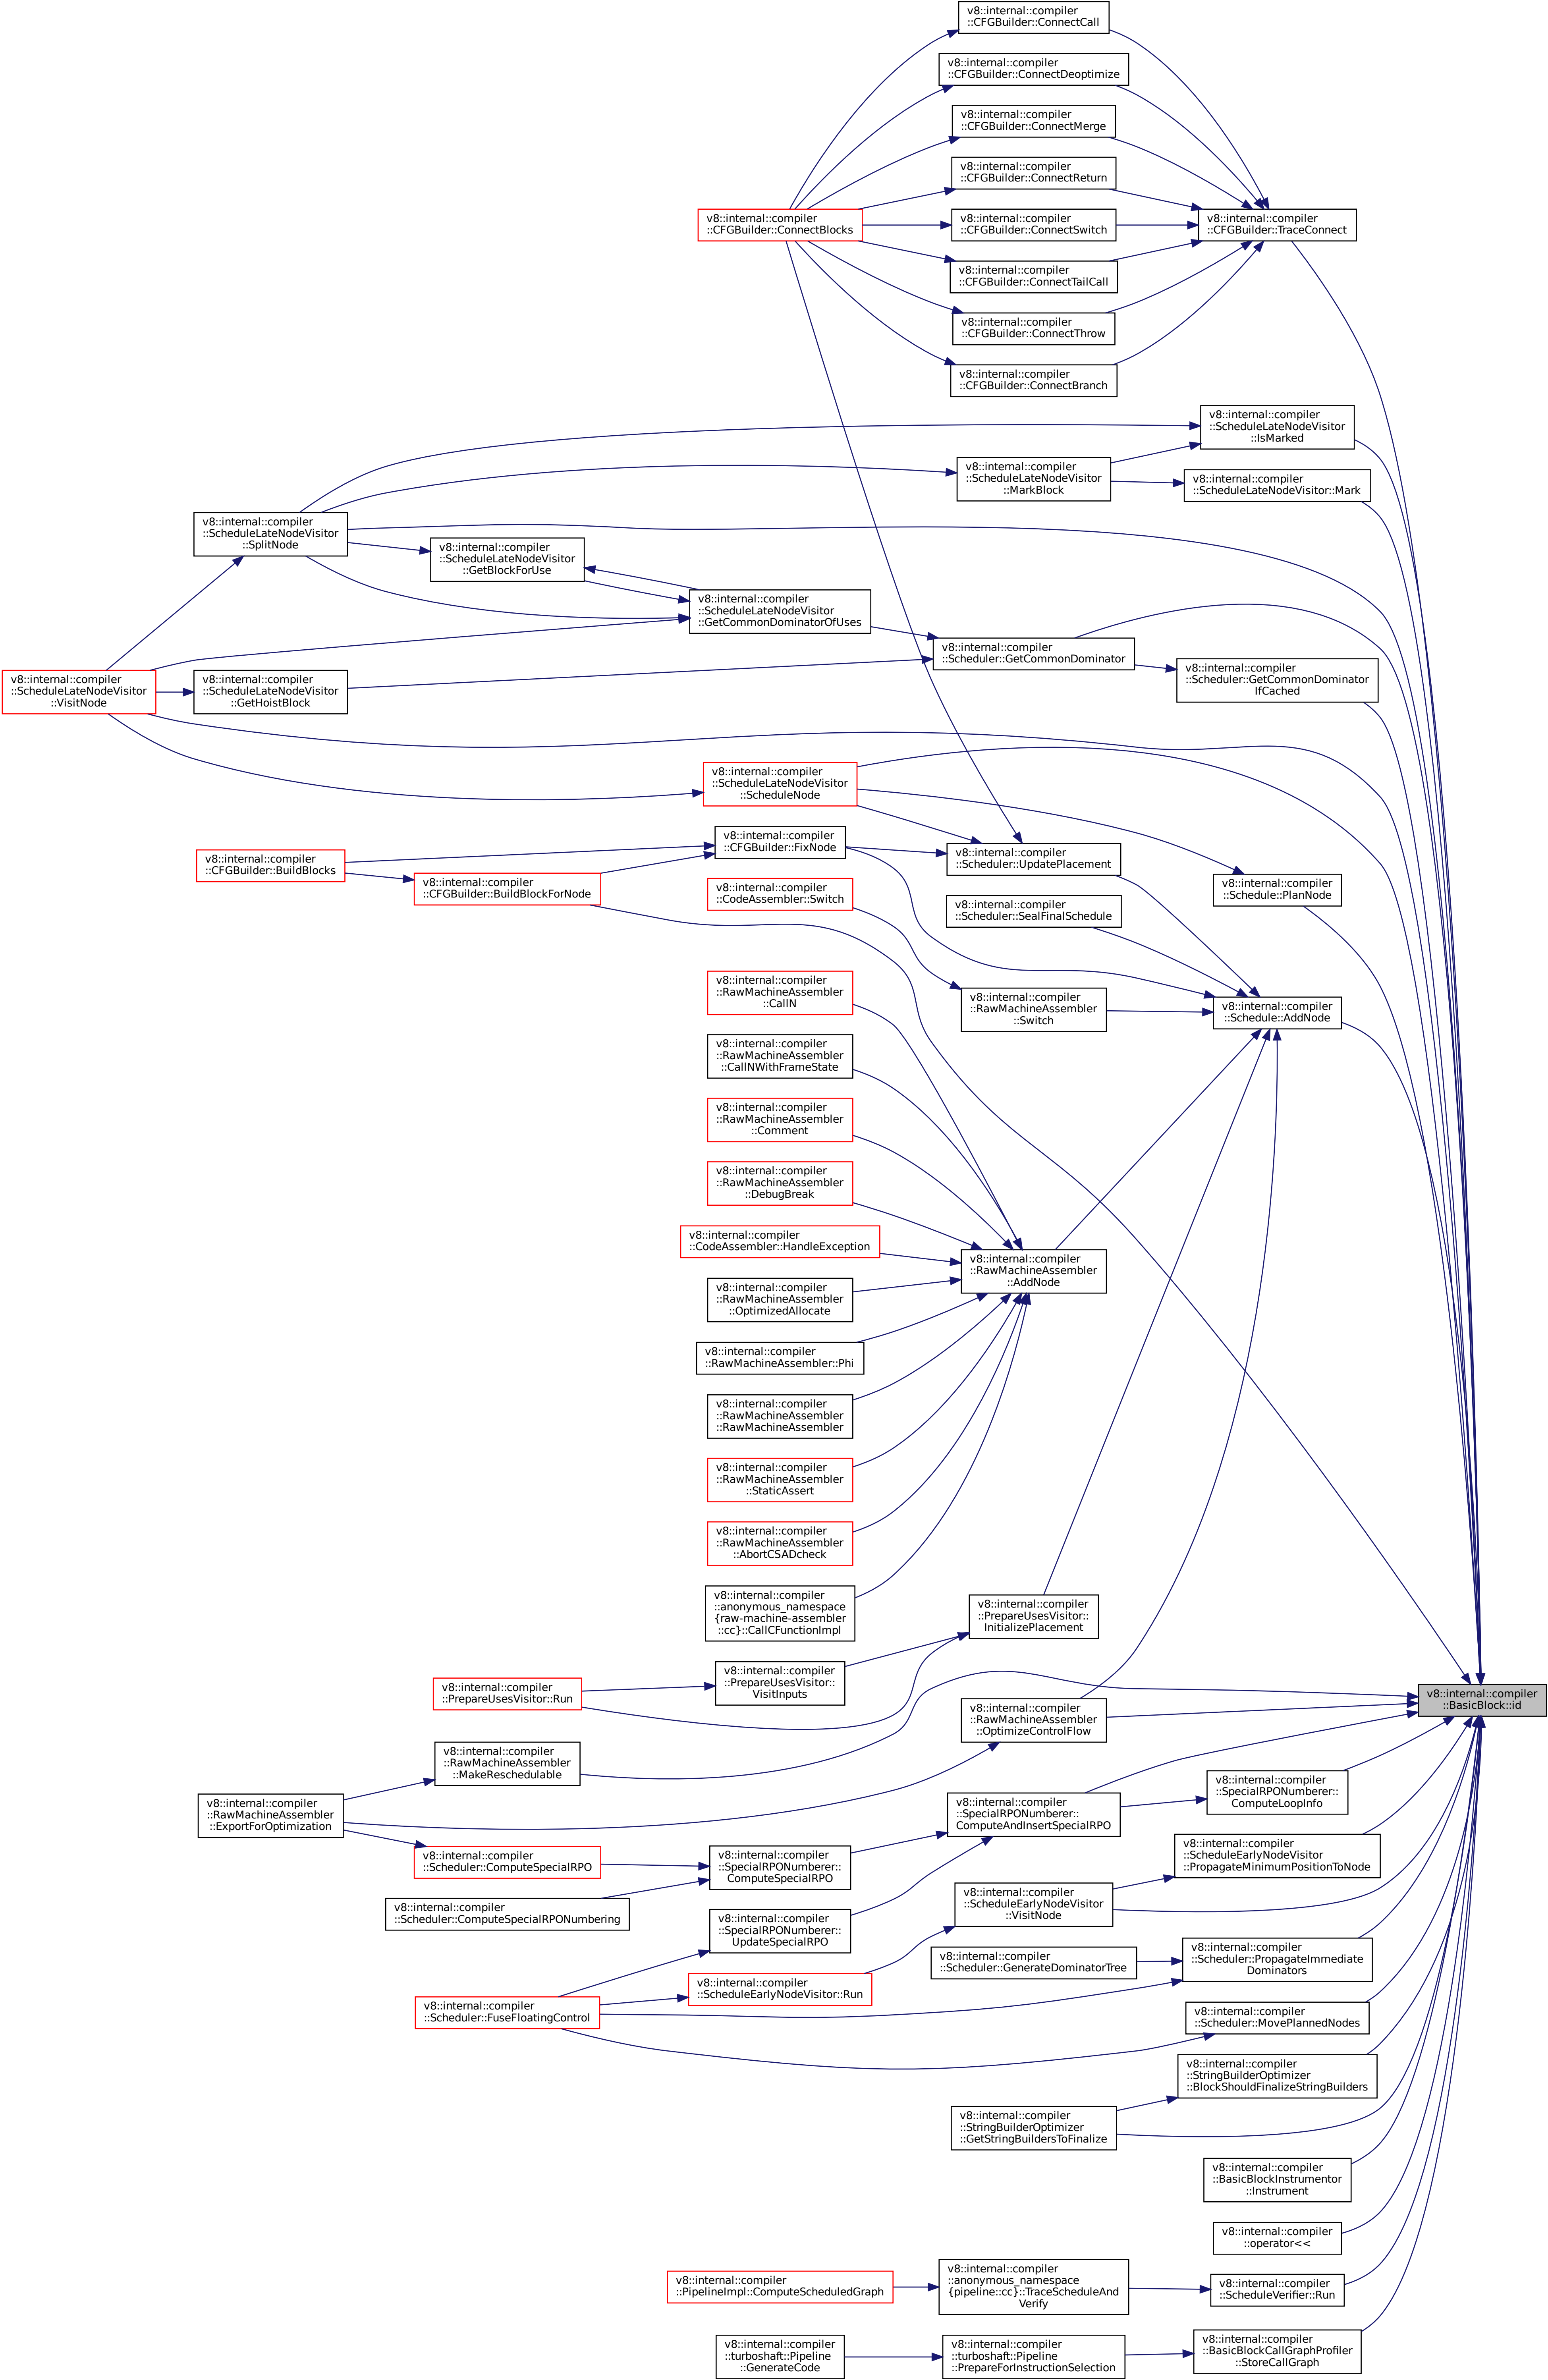 v8::internal::compiler
::CFGBuilder::ConnectCall
v8::internal::compiler
::CFGBuilder::ConnectDeoptimize
v8::internal::compiler
::CFGBuilder::ConnectMerge
v8::internal::compiler
::CFGBuilder::ConnectReturn
v8::internal::compiler
::CFGBuilder::ConnectBlocks
v8::internal::compiler
::CFGBuilder::ConnectSwitch
v8::internal::compiler
::CFGBuilder::TraceConnect
v8::internal::compiler
::CFGBuilder::ConnectTailCall
v8::internal::compiler
::CFGBuilder::ConnectThrow
v8::internal::compiler
::CFGBuilder::ConnectBranch
v8::internal::compiler
::ScheduleLateNodeVisitor
::IsMarked
v8::internal::compiler
::ScheduleLateNodeVisitor
::MarkBlock
v8::internal::compiler
::ScheduleLateNodeVisitor::Mark
v8::internal::compiler
::ScheduleLateNodeVisitor
::SplitNode
v8::internal::compiler
::ScheduleLateNodeVisitor
::GetBlockForUse
v8::internal::compiler
::ScheduleLateNodeVisitor
::GetCommonDominatorOfUses
v8::internal::compiler
::Scheduler::GetCommonDominator
v8::internal::compiler
::Scheduler::GetCommonDominator
IfCached
v8::internal::compiler
::ScheduleLateNodeVisitor
::VisitNode
v8::internal::compiler
::ScheduleLateNodeVisitor
::GetHoistBlock
v8::internal::compiler
::ScheduleLateNodeVisitor
::ScheduleNode
v8::internal::compiler
::CFGBuilder::FixNode
v8::internal::compiler
::Scheduler::UpdatePlacement
v8::internal::compiler
::CFGBuilder::BuildBlocks
v8::internal::compiler
::CFGBuilder::BuildBlockForNode
v8::internal::compiler
::CodeAssembler::Switch
v8::internal::compiler
::Schedule::PlanNode
v8::internal::compiler
::Scheduler::SealFinalSchedule
v8::internal::compiler
::RawMachineAssembler
::CallN
v8::internal::compiler
::RawMachineAssembler
::Switch
v8::internal::compiler
::Schedule::AddNode
v8::internal::compiler
::RawMachineAssembler
::CallNWithFrameState
v8::internal::compiler
::RawMachineAssembler
::Comment
v8::internal::compiler
::RawMachineAssembler
::DebugBreak
v8::internal::compiler
::CodeAssembler::HandleException
v8::internal::compiler
::RawMachineAssembler
::AddNode
v8::internal::compiler
::RawMachineAssembler
::OptimizedAllocate
v8::internal::compiler
::RawMachineAssembler::Phi
v8::internal::compiler
::RawMachineAssembler
::RawMachineAssembler
v8::internal::compiler
::RawMachineAssembler
::StaticAssert
v8::internal::compiler
::RawMachineAssembler
::AbortCSADcheck
v8::internal::compiler
::anonymous_namespace
{raw-machine-assembler
::cc}::CallCFunctionImpl
v8::internal::compiler
::PrepareUsesVisitor::
InitializePlacement
v8::internal::compiler
::PrepareUsesVisitor::Run
v8::internal::compiler
::PrepareUsesVisitor::
VisitInputs
v8::internal::compiler
::BasicBlock::id
v8::internal::compiler
::RawMachineAssembler
::OptimizeControlFlow
v8::internal::compiler
::RawMachineAssembler
::MakeReschedulable
v8::internal::compiler
::SpecialRPONumberer::
ComputeLoopInfo
v8::internal::compiler
::RawMachineAssembler
::ExportForOptimization
v8::internal::compiler
::SpecialRPONumberer::
ComputeAndInsertSpecialRPO
v8::internal::compiler
::Scheduler::ComputeSpecialRPO
v8::internal::compiler
::SpecialRPONumberer::
ComputeSpecialRPO
v8::internal::compiler
::ScheduleEarlyNodeVisitor
::PropagateMinimumPositionToNode
v8::internal::compiler
::Scheduler::ComputeSpecialRPONumbering
v8::internal::compiler
::ScheduleEarlyNodeVisitor
::VisitNode
v8::internal::compiler
::SpecialRPONumberer::
UpdateSpecialRPO
v8::internal::compiler
::Scheduler::GenerateDominatorTree
v8::internal::compiler
::Scheduler::PropagateImmediate
Dominators
v8::internal::compiler
::ScheduleEarlyNodeVisitor::Run
v8::internal::compiler
::Scheduler::FuseFloatingControl
v8::internal::compiler
::Scheduler::MovePlannedNodes
v8::internal::compiler
::StringBuilderOptimizer
::BlockShouldFinalizeStringBuilders
v8::internal::compiler
::StringBuilderOptimizer
::GetStringBuildersToFinalize
v8::internal::compiler
::BasicBlockInstrumentor
::Instrument
v8::internal::compiler
::operator<<
v8::internal::compiler
::PipelineImpl::ComputeScheduledGraph
v8::internal::compiler
::anonymous_namespace
{pipeline::cc}::TraceScheduleAnd
Verify
v8::internal::compiler
::ScheduleVerifier::Run
v8::internal::compiler
::turboshaft::Pipeline
::GenerateCode
v8::internal::compiler
::turboshaft::Pipeline
::PrepareForInstructionSelection
v8::internal::compiler
::BasicBlockCallGraphProfiler
::StoreCallGraph